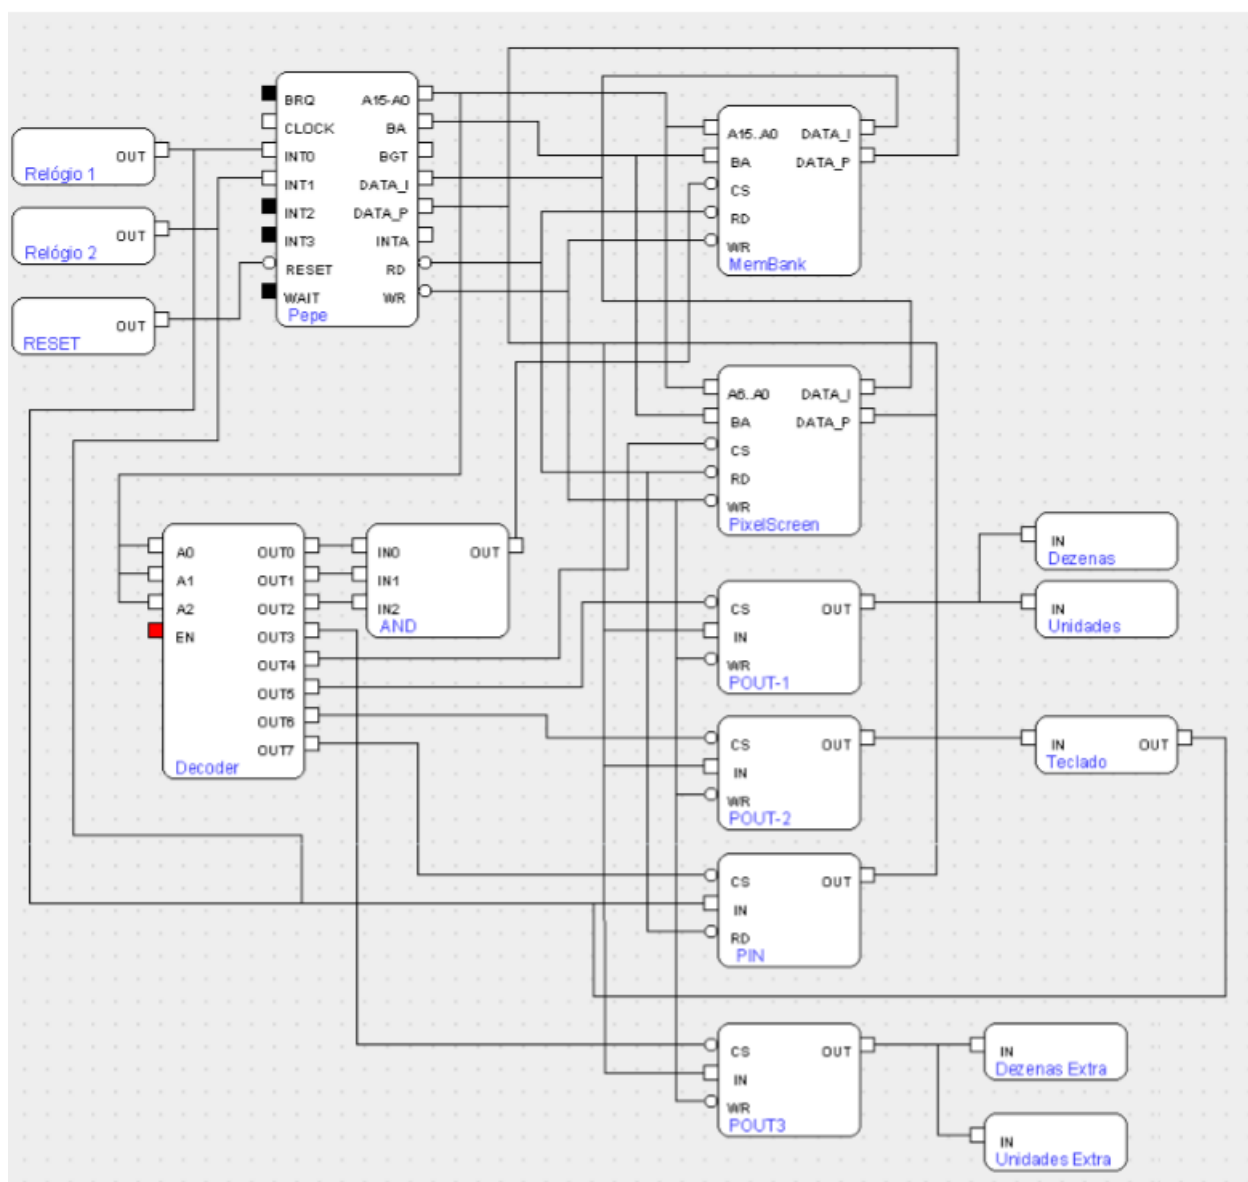 BRQ A15-A0
CLOCK BA
INT0 BGT
INT1 DATA_I
INT2 DATA_P
INT3 INTA
RESET RD
WAIT WR
Pepe
OUT
Relógio 1
OUT
Relógio 2
OUT
RESET
A15..A0 DATA_I
BA DATA_P
CS
RD
WR
MemBank
A6..A0 DATA_I
BA DATA_P
CS
RD
WR
PixelScreen
A0 OUT0
A1 OUT1
A2 OUT2
EN OUT3
OUT4
OUT5
OUT6
OUT7
Decoder
IN0 OUT
IN1
IN2
AND
IN
Dezenas
IN
Unidades
CS OUT
IN
WR
POUT-1
CS OUT
IN
WR
POUT-2
IN OUT
Teclado
CS OUT
IN
RD
PIN
CS OUT
IN
WR
POUT3
IN
Dezenas Extra
IN
Unidades Extra